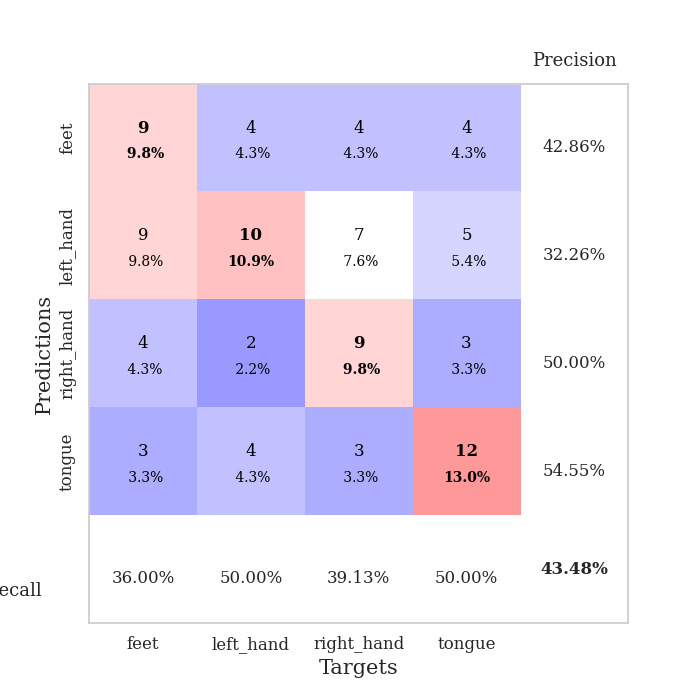 Precision
feet
9 4 4 4 42.86%
9.8% 4.3% 4.3% 4.3%
left_hand
9 10 7 5 32.26%
9.8% 10.9% 7.6% 5.4%
Predictions
right_hand
4 2 9 3 50.00%
4.3% 2.2% 9.8% 3.3%
tongue
3 4 3 12 54.55%
3.3% 4.3% 3.3% 13.0%
ecall
36.00% 50.00% 39.13% 50.00% 43.48%
feet left_hand right_hand tongue
Targets